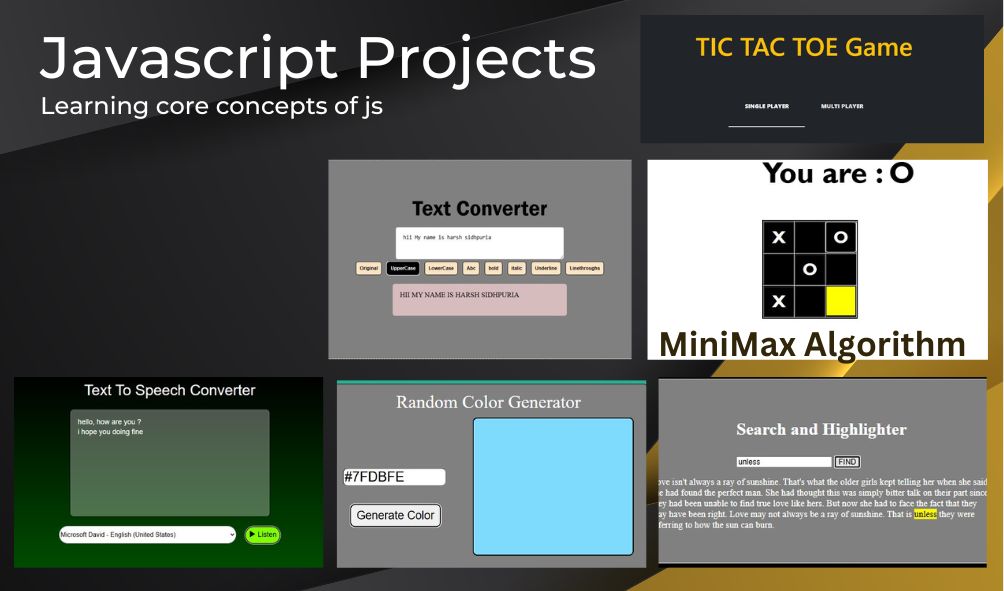 Javascript Projects
Learning core concepts of js
TIC TAC TOE Game
SINGLE PLAYER MULTI PLAYER
Text Converter
hii My name is harsh sidhpuria
Original UpperCase LowerCase Abc bold italic Underline Linethroughs
HII MY NAME IS HARSH SIDHPURIA
You are : O
X O
O
X
MiniMax Algorithm
Text To Speech Converter
hello, how are you ?
i hope you doing fine
Microsoft David - English (United States) Listen
Random Color Generator
#7FDBFE
Generate Color
Search and Highlighter
unless FIND
ove isn't always a ray of sunshine. That's what the older girls kept telling her when she said
e had found the perfect man. She had thought this was simply bitter talk on their part since
ey had been unable to find true love like hers. But now she had to face the fact that they
ay have been right. Love may not always be a ray of sunshine. That is unless they were
ferring to how the sun can burn.